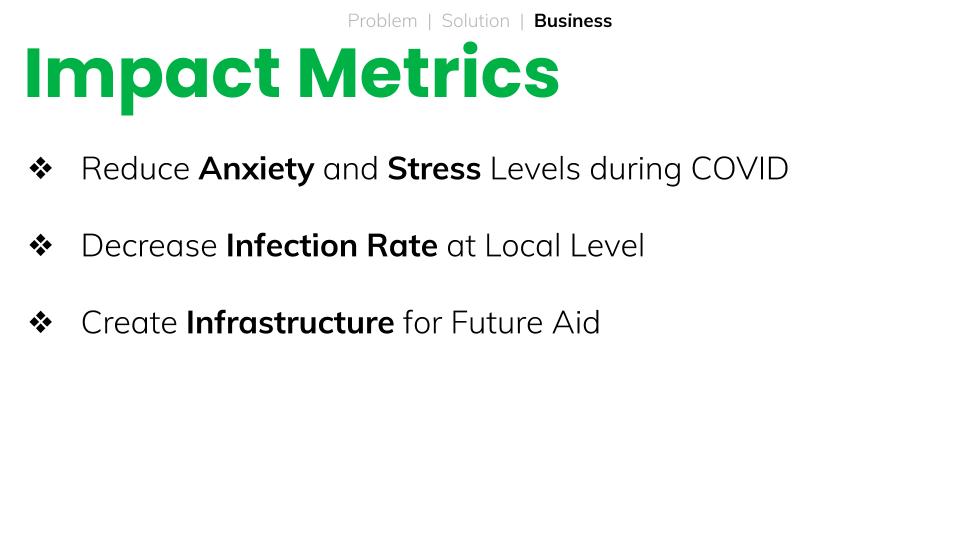 Problem | Solution | Business
Impact Metrics
❖ Reduce Anxiety and Stress Levels during COVID
❖ Decrease Infection Rate at Local Level
❖ Create Infrastructure for Future Aid